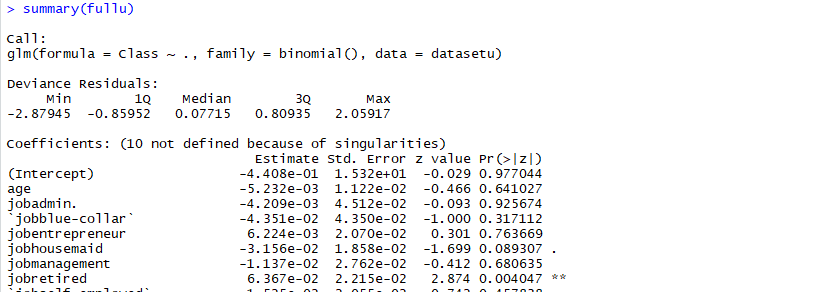 > summary(fullu)
Call:
glm(formula = Class ~ ., family = binomial(), data = datasetu)
Deviance Residuals:
Min 1Q Median 3Q Max
-2.87945 -0.85952 0.07715 0.80935 2.05917
Coefficients: (10 not defined because of singularities)
Estimate Std. Error z value Pr(>|z|)
(Intercept) -4.408e-01 1.532e+01 -0.029 0.977044
age -5.232e-03 1.122e-02 -0.466 0.641027
jobadmin. -4.209e-03 4.512e-02 -0.093 0.925674
`jobblue-collar` -4.351e-02 4.350e-02 -1.000 0.317112
jobentrepreneur 6.224e-03 2.070e-02 0.301 0.763669
jobhousemaid -3.156e-02 1.858e-02 -1.699 0.089307 .
jobmanagement -1.137e-02 2.762e-02 -0.412 0.680635
jobretired 6.367e-02 2.215e-02 2.874 0.004047 **